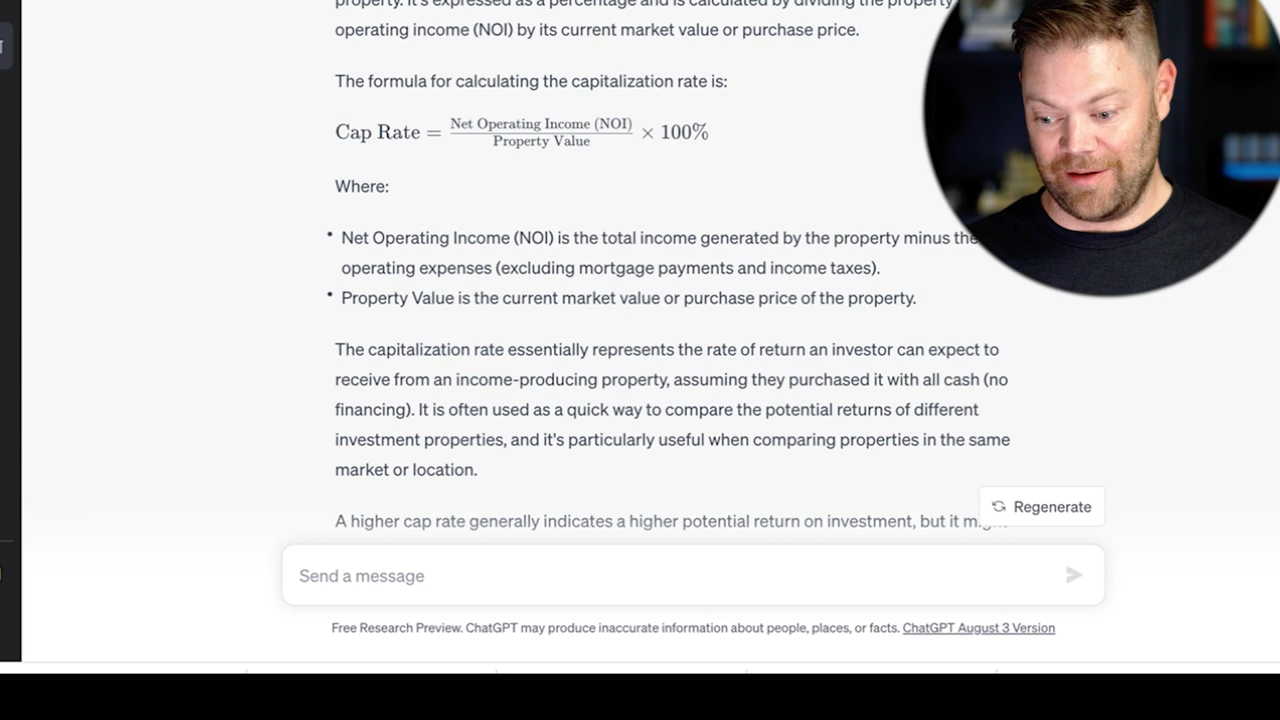 property. It's expressed as a percentage and is calculated by dividing the property
operating income (NOI) by its current market value or purchase price.
The formula for calculating the capitalization rate is:
Cap Rate = Net Operating Income (NOI) / Property Value × 100%
Where:
• Net Operating Income (NOI) is the total income generated by the property minus the
operating expenses (excluding mortgage payments and income taxes).
• Property Value is the current market value or purchase price of the property.
The capitalization rate essentially represents the rate of return an investor can expect to
receive from an income-producing property, assuming they purchased it with all cash (no
financing). It is often used as a quick way to compare the potential returns of different
investment properties, and it's particularly useful when comparing properties in the same
market or location.
A higher cap rate generally indicates a higher potential return on investment, but it
Regenerate
Send a message
Free Research Preview. ChatGPT may produce inaccurate information about people, places, or facts. ChatGPT August 3 Version